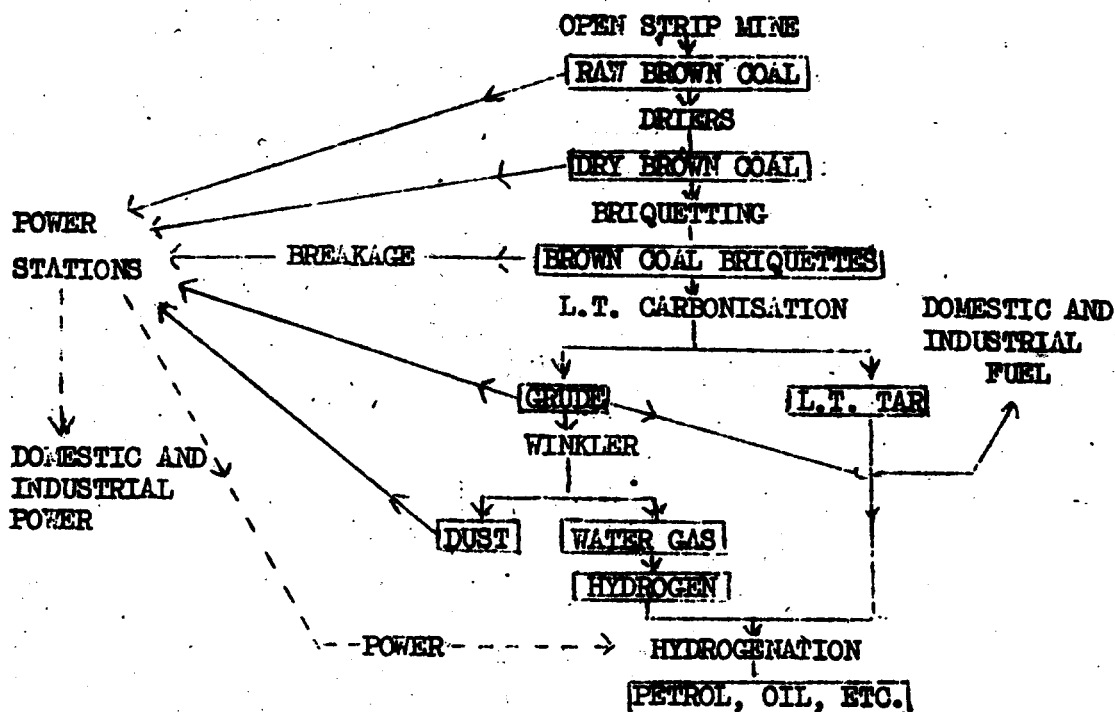 OPEN STRIP MINE
RAW BROWN COAL
DRIERS
DRY BROWN COAL
BRIQUETTING
POWER
STATIONS
BREAKAGE
BROWN COAL BRIQUETTES
L.T. CARBONISATION
DOMESTIC AND
INDUSTRIAL
FUEL
GRUDE
L.T. TAR
WINKLER
DOMESTIC AND
INDUSTRIAL
POWER
DUST
WATER GAS
HYDROGEN
POWER
HYDROGENATION
PETROL, OIL, ETC.